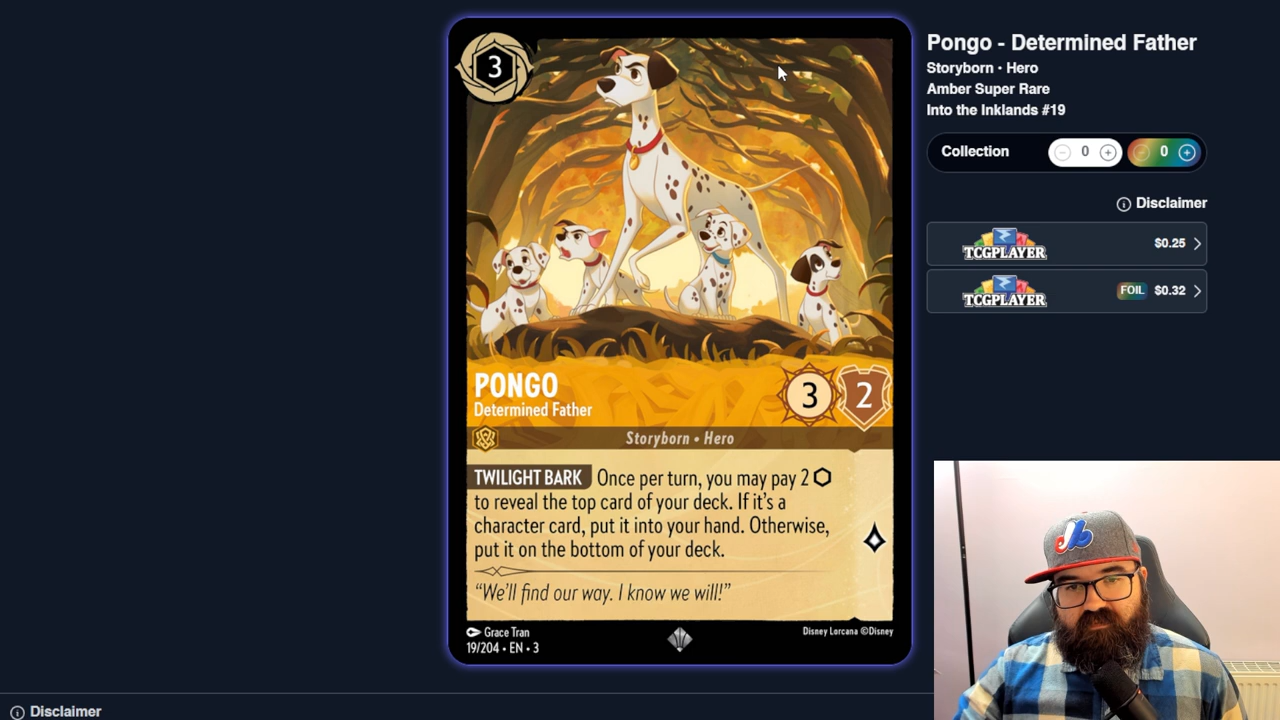 3
PONGO
Determined Father
3
2
Storyborn • Hero
TWILIGHT BARK Once per turn, you may pay 2
to reveal the top card of your deck. If it's a
character card, put it into your hand. Otherwise,
put it on the bottom of your deck.
“We'll find our way. I know we will!”
Grace Tran
19/204 • EN • 3
Disney Lorcana ©Disney
Pongo - Determined Father
Storyborn • Hero
Amber Super Rare
Into the Inklands #19
Collection
0
0
Disclaimer
TCGPLAYER
$0.25
TCGPLAYER
FOIL $0.32
Disclaimer